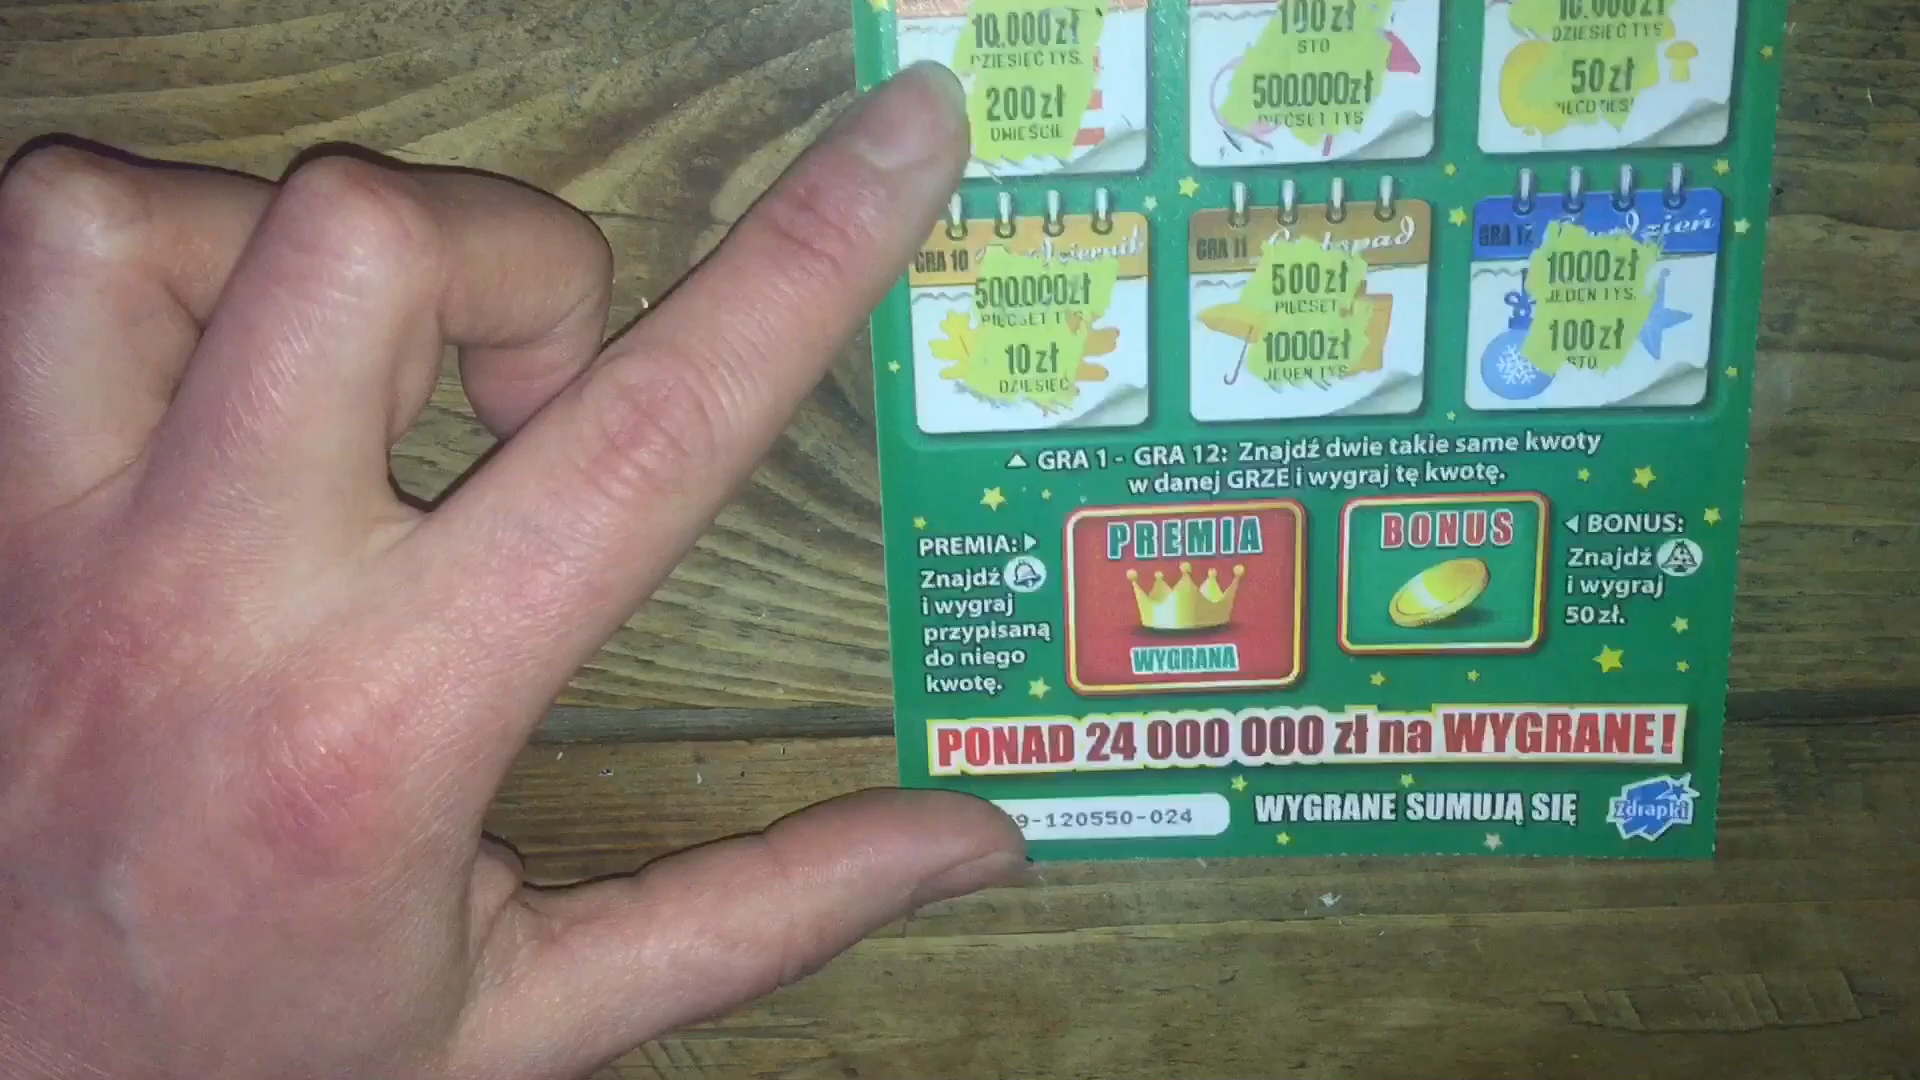 10.000zł
DZIESIĘĆ TYS.
200zł
DWIEŚCIE
100zł
STO
500.000zł
PIĘĆSET TYS
10.000zł
DZIESIĘĆ TYS
50zł
GRA 10
500.000zł
PIĘĆSET TYS
10zł
DZIESIĘĆ
GRA 11 Listopad
500zł
PIĘĆSET
1000zł
JEDEN TYS
GRA 12
1000zł
JEDEN TYS.
100zł
STO
▲ GRA 1 - GRA 12: Znajdź dwie takie same kwoty
w danej GRZE i wygraj tę kwotę.
PREMIA:▶
Znajdź
i wygraj
przypisaną
do niego
kwotę.
PREMIA
WYGRANA
BONUS
◀ BONUS:
Znajdź
i wygraj
50 zł.
PONAD 24 000 000 zł na WYGRANE!
9-120550-024
WYGRANE SUMUJĄ SIĘ
Zdrapki